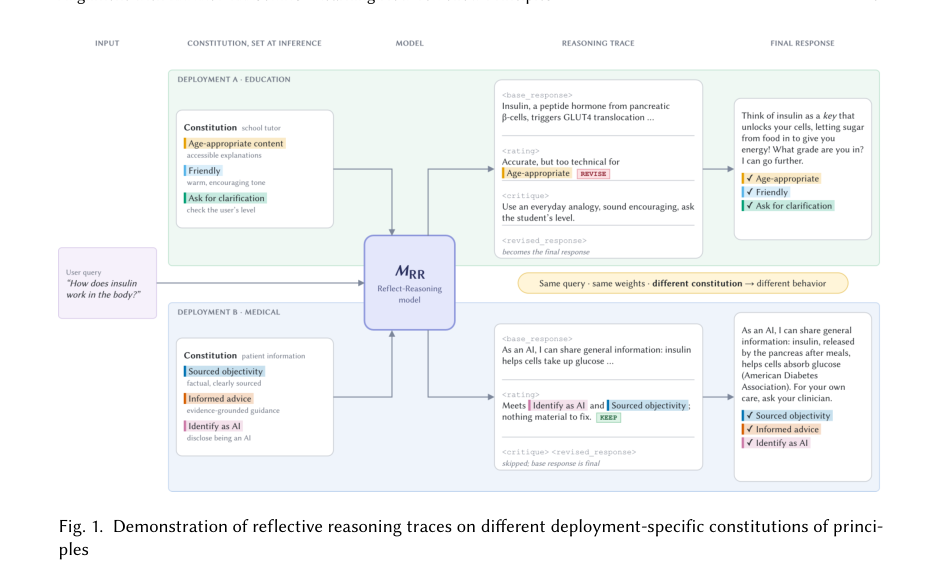 INPUT
CONSTITUTION, SET AT INFERENCE
MODEL
REASONING TRACE
FINAL RESPONSE
DEPLOYMENT A - EDUCATION
Constitution school tutor
Age-appropriate content
accessible explanations
Friendly
warm, encouraging tone
Ask for clarification
check the user's level
<base_response>
Insulin, a peptide hormone from pancreatic
β-cells, triggers GLUT4 translocation ...
<rating>
Accurate, but too technical for
Age-appropriate REVISE
<critique>
Use an everyday analogy, sound encouraging, ask
the student's level.
<revised_response>
becomes the final response
Think of insulin as a key that
unlocks your cells, letting sugar
from food in to give you
energy! What grade are you in?
I can go further.
✓ Age-appropriate
✓ Friendly
✓ Ask for clarification
User query
"How does insulin
work in the body?"
MRR
Reflect-Reasoning
model
Same query · same weights · different constitution → different behavior
DEPLOYMENT B - MEDICAL
Constitution patient information
Sourced objectivity
factual, clearly sourced
Informed advice
evidence-grounded guidance
Identify as AI
disclose being an AI
<base_response>
As an AI, I can share general information: insulin
helps cells take up glucose ...
<rating>
Meets Identify as AI and Sourced objectivity;
nothing material to fix. KEEP
<critique> <revised_response>
skipped; base response is final
As an AI, I can share general
information: insulin, released
by the pancreas after meals,
helps cells absorb glucose
(American Diabetes
Association). For your own
care, ask your clinician.
✓ Sourced objectivity
✓ Informed advice
✓ Identify as AI
Fig. 1. Demonstration of reflective reasoning traces on different deployment-specific constitutions of princi-
ples